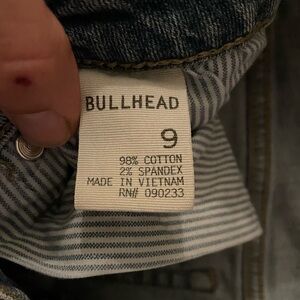 BULLHEAD
9
98% COTTON
2% SPANDEX
MADE IN VIETNAM
RN# 090233